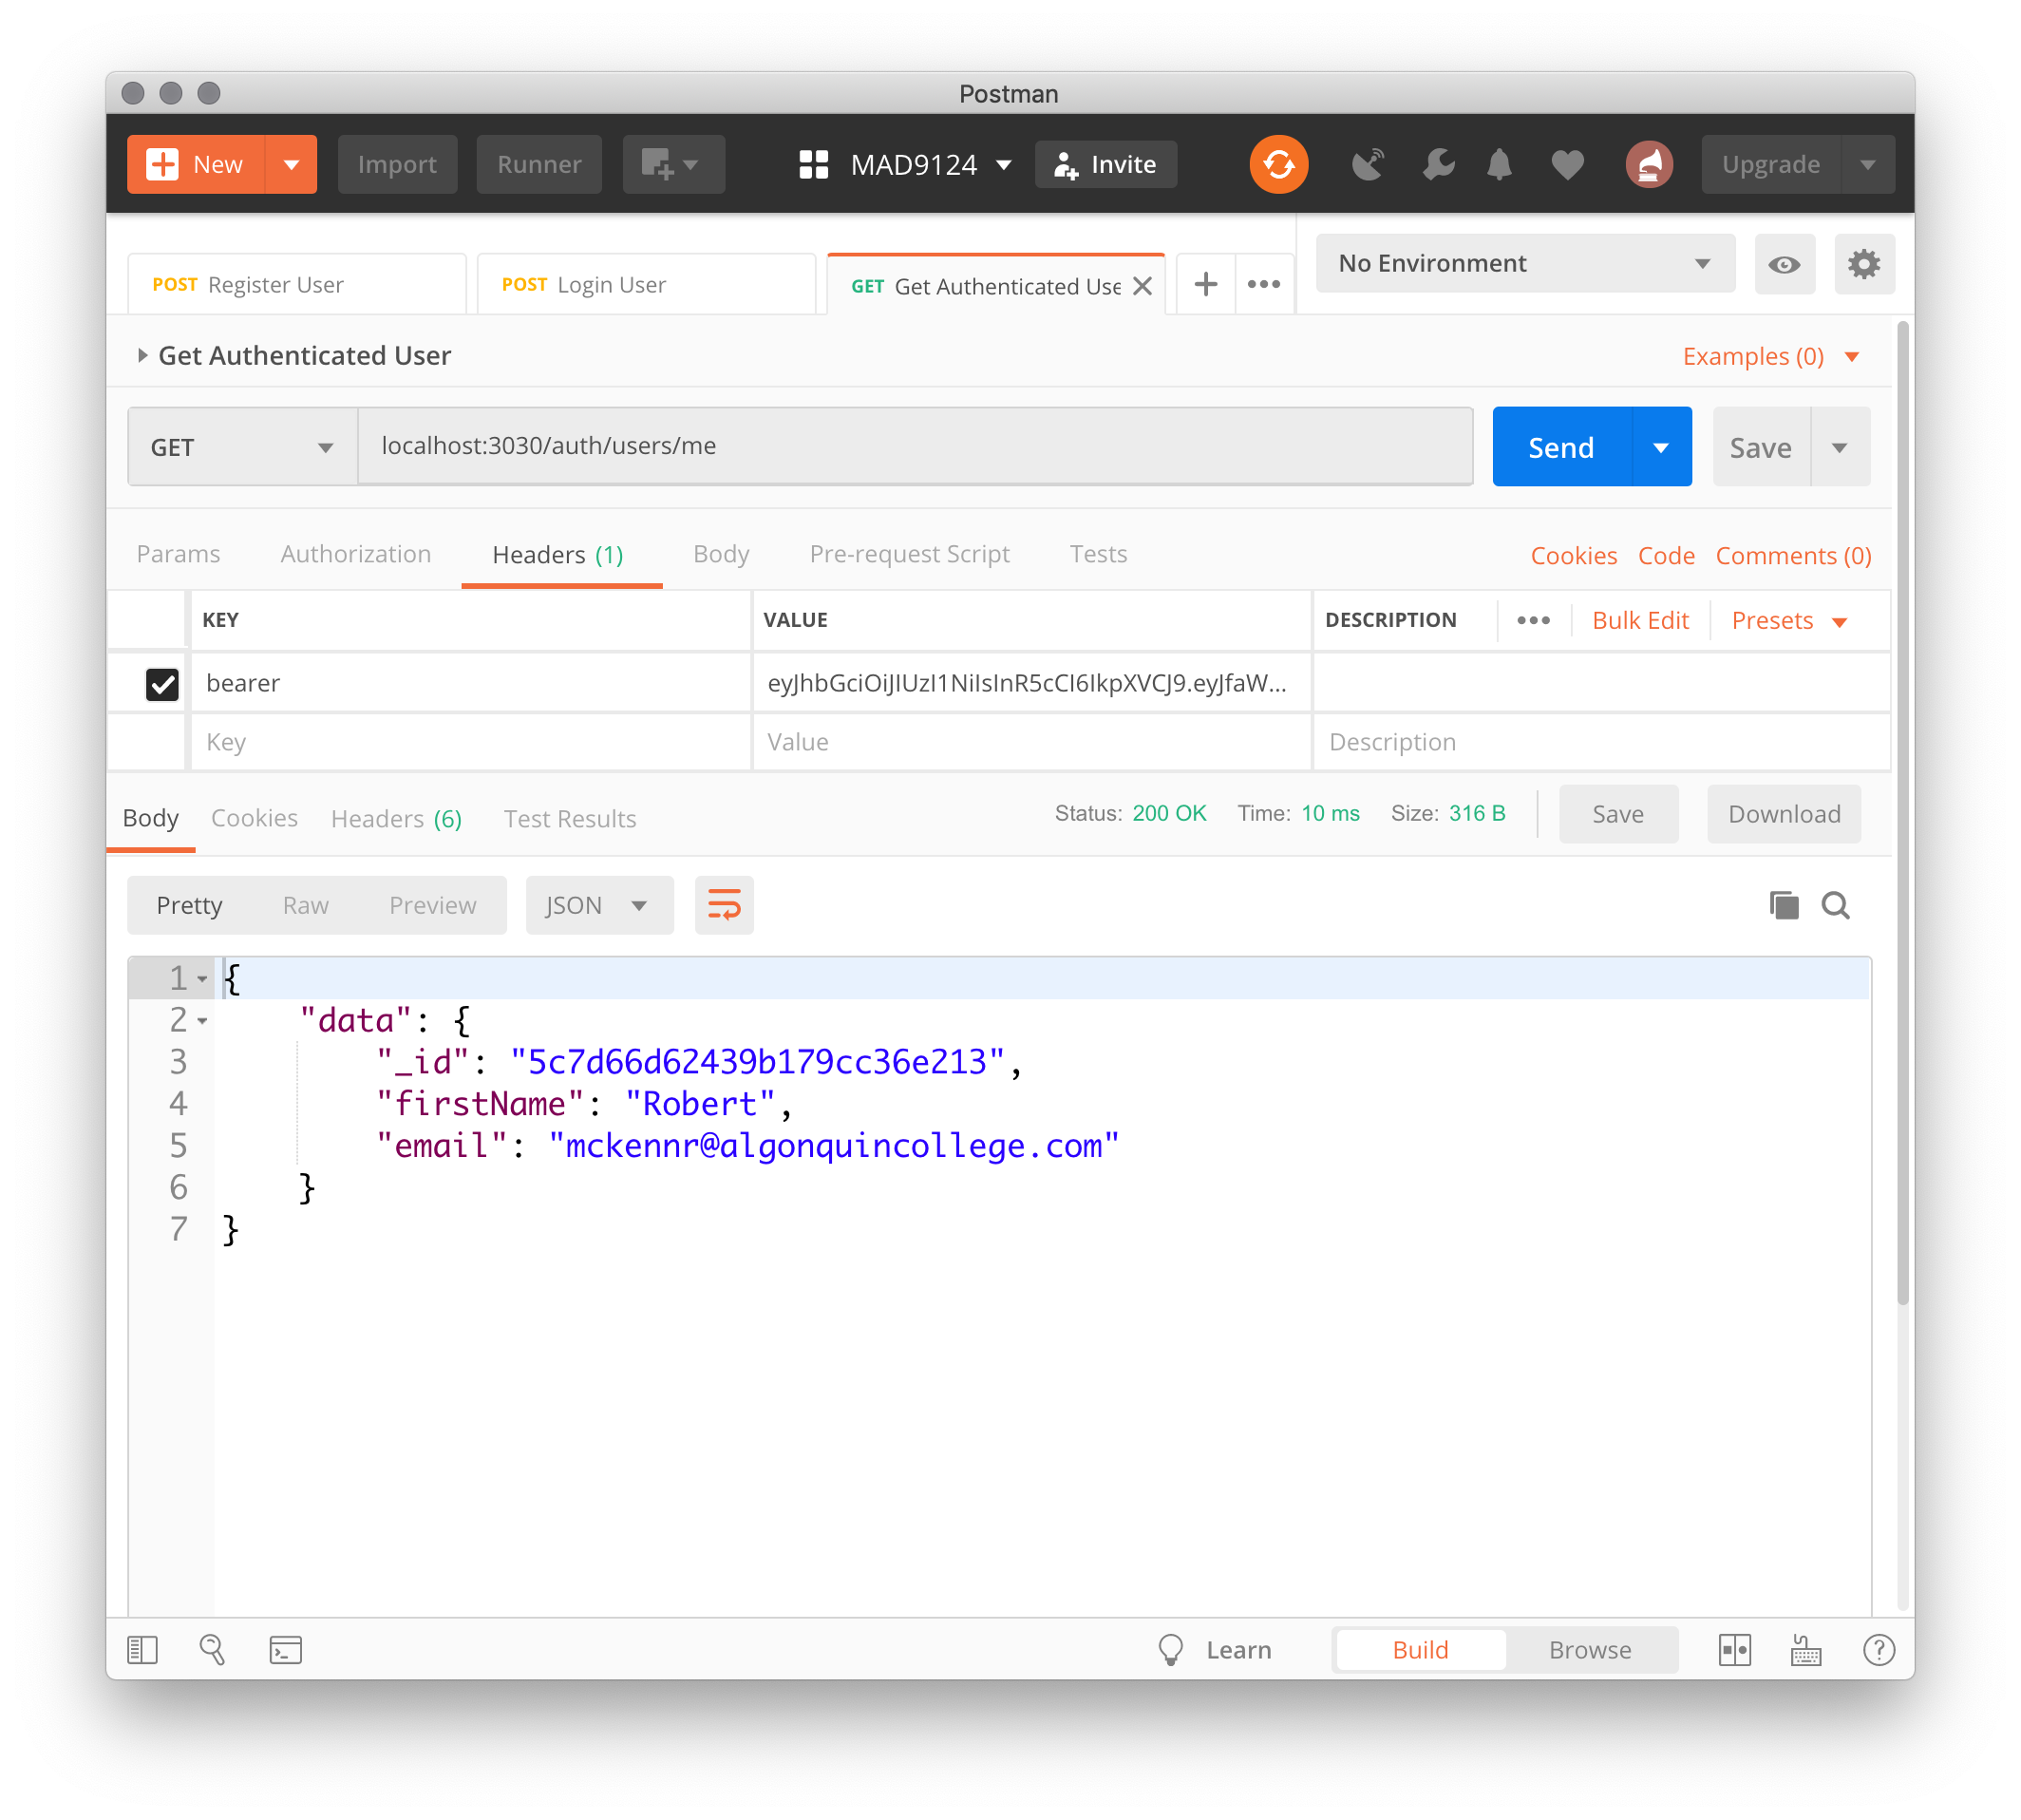 Postman
New Import Runner MAD9124 Invite Upgrade
POST Register User POST Login User GET Get Authenticated Use No Environment
Get Authenticated User Examples (0)
GET localhost:3030/auth/users/me Send Save
Params Authorization Headers (1) Body Pre-request Script Tests Cookies Code Comments (0)
KEY VALUE DESCRIPTION ••• Bulk Edit Presets
bearer eyJhbGciOiJIUzI1NiIsInR5cCI6IkpXVCJ9.eyJfaW...
Key Value Description
Body Cookies Headers (6) Test Results Status: 200 OK Time: 10 ms Size: 316 B Save Download
Pretty Raw Preview JSON
1 {
2 "data": {
3 "_id": "5c7d66d62439b179cc36e213",
4 "firstName": "Robert",
5 "email": "mckennr@algonquincollege.com"
6 }
7 }
Learn Build Browse